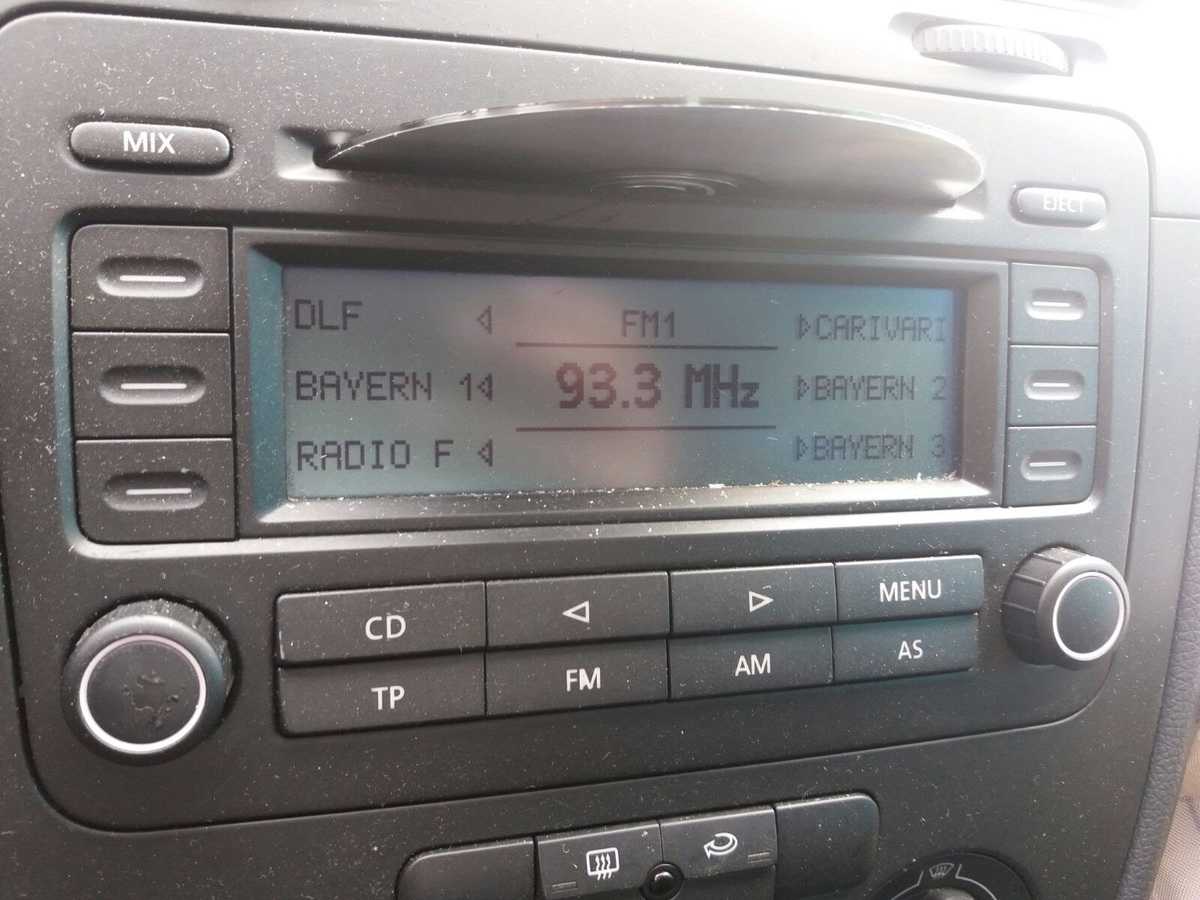 MIX
EJECT
DLF FM1 CARIVARI
BAYERN 1 93.3 MHz BAYERN 2
RADIO F BAYERN 3
CD MENU
TP FM AM AS